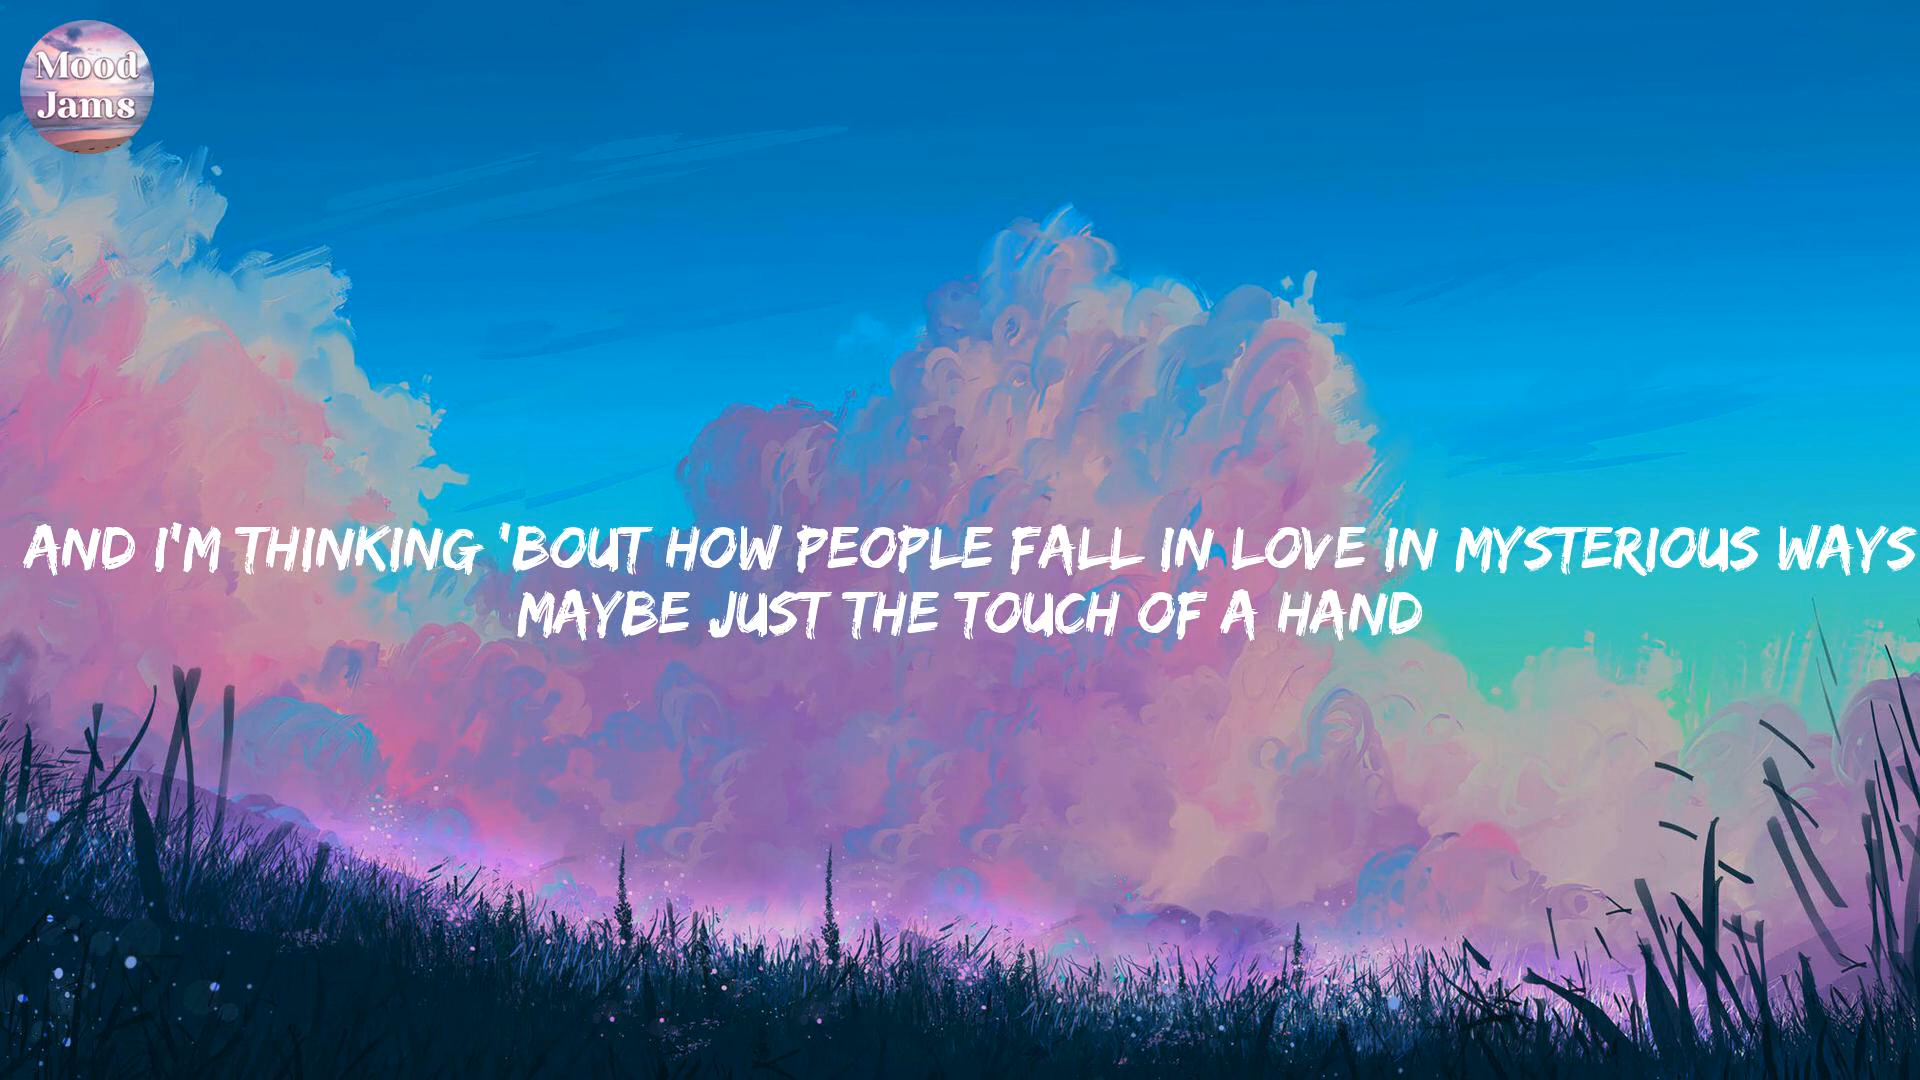 Mood
Jams
AND I'M THINKING 'BOUT HOW PEOPLE FALL IN LOVE IN MYSTERIOUS WAYS
MAYBE JUST THE TOUCH OF A HAND